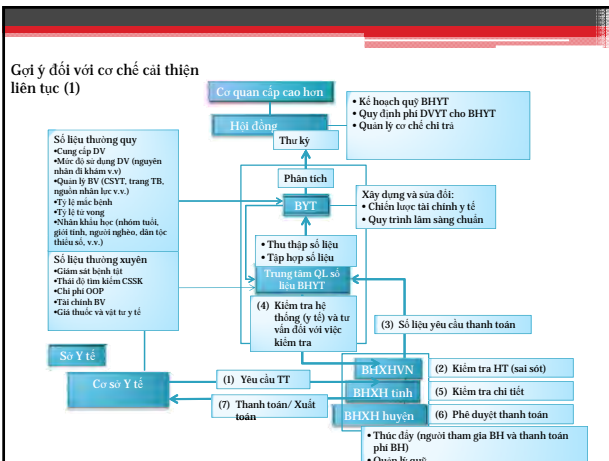 Gợi ý đối với cơ chế cải thiện
liên tục (1)
Cơ quan cấp cao hơn
Hội đồng
• Kế hoạch quỹ BHYT
• Quy định phí DVYT cho BHYT
• Quản lý cơ chế chi trả
Thư ký
Số liệu thường quy
•Cung cấp DV
•Mức độ sử dụng DV (nguyên
nhân đi khám v.v)
•Quản lý BV (CSYT, trang TB,
nguồn nhân lực v.v.)
•Tỷ lệ mắc bệnh
•Tỷ lệ tử vong
•Nhân khẩu học (nhóm tuổi,
giới tính, người nghèo, dân tộc
thiểu số, v.v.)
Phân tích
BYT
Xây dựng và sửa đổi:
• Chiến lược tài chính y tế
• Quy trình lâm sàng chuẩn
• Thu thập số liệu
• Tập hợp số liệu
Số liệu thường xuyên
•Giám sát bệnh tật
•Thái độ tìm kiếm CSSK
•Chi phí OOP
•Tài chính BV
•Giá thuốc và vật tư y tế
Trung tâm QL số
liệu BHYT
(4) Kiểm tra hệ
thống (y tế) và tư
vấn đối với việc
kiểm tra
(3) Số liệu yêu cầu thanh toán
Sở Y tế
Cơ sở Y tế
(1) Yêu cầu TT
(7) Thanh toán/ Xuất
toán
BHXHVN
(2) Kiểm tra HT (sai sót)
BHXH tỉnh
(5) Kiểm tra chi tiết
BHXH huyện
(6) Phê duyệt thanh toán
• Thúc đẩy (người tham gia BH và thanh toán
phí BH)
• Quản lý quỹ